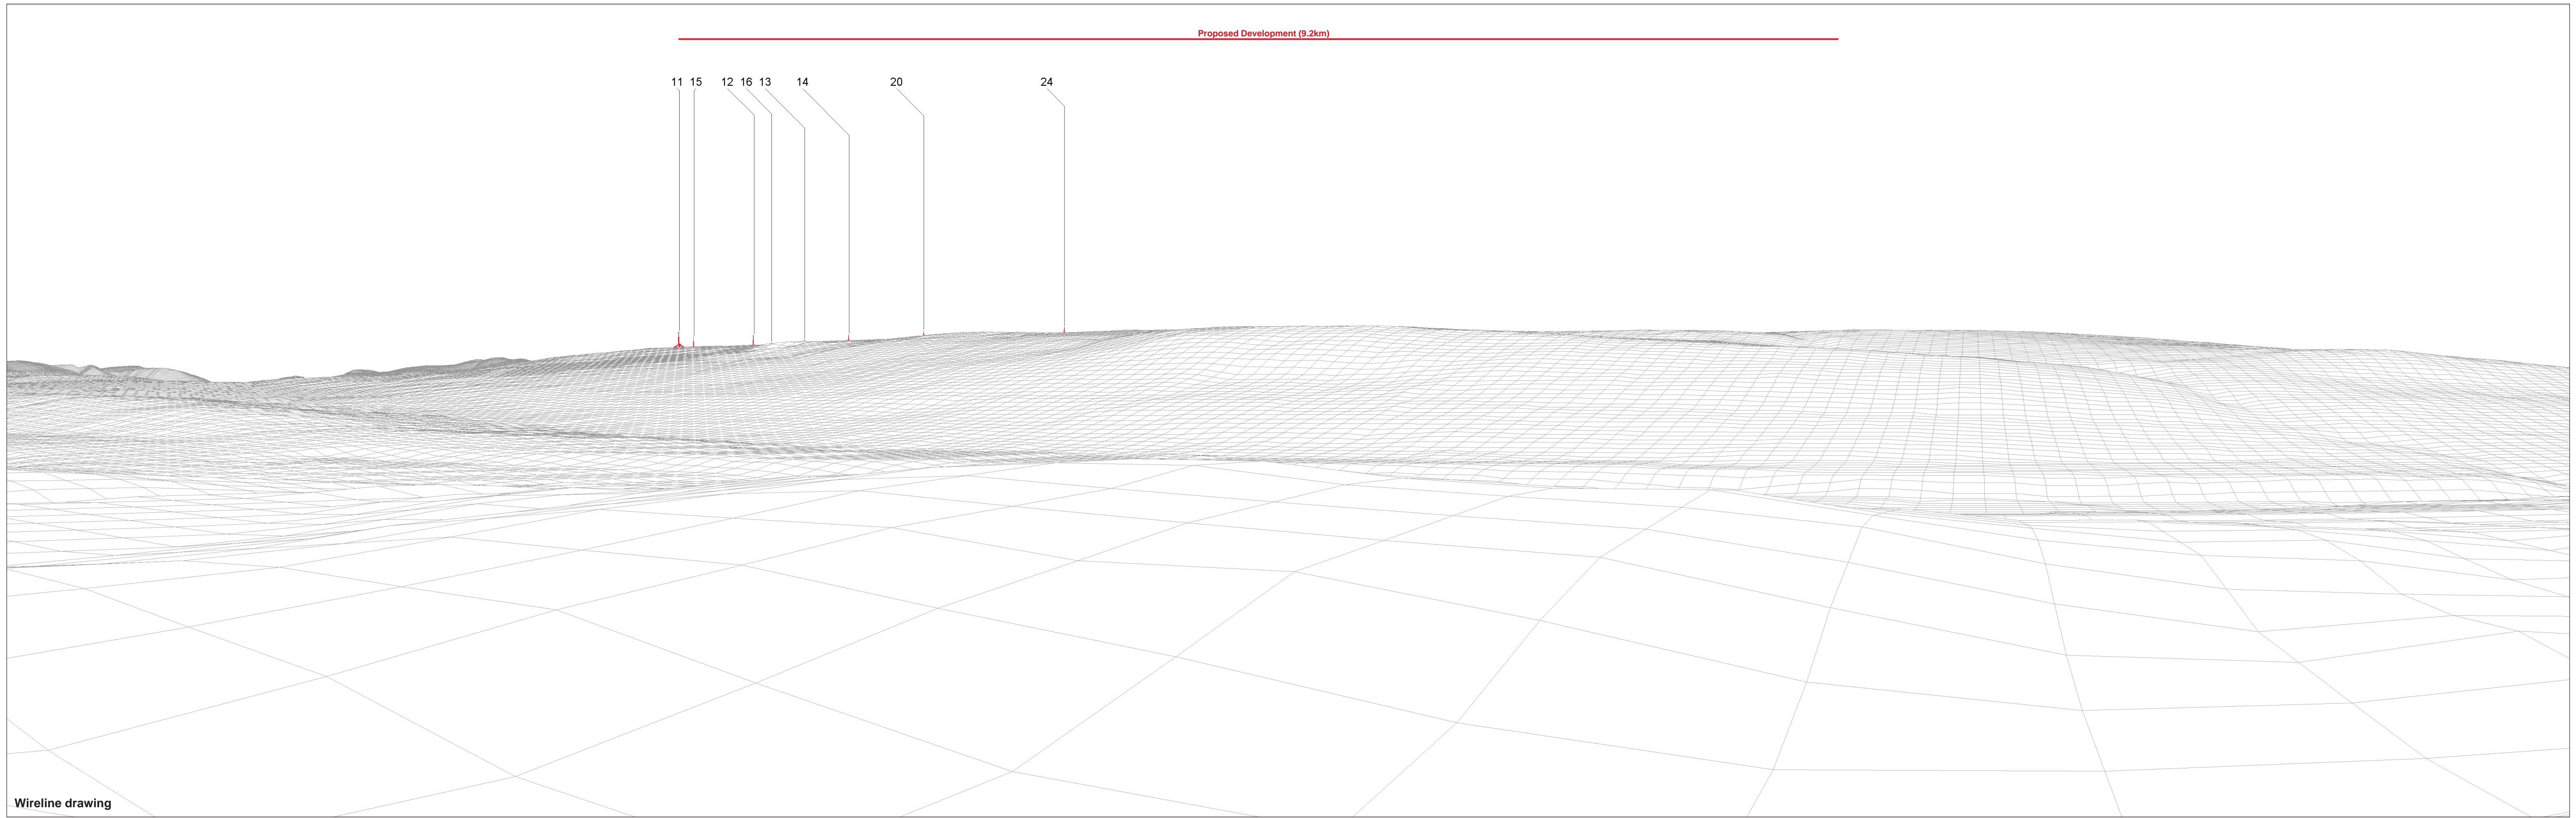 Proposed Development (9.2km)
11 15 12 16 13 14 20 24
Wireline drawing